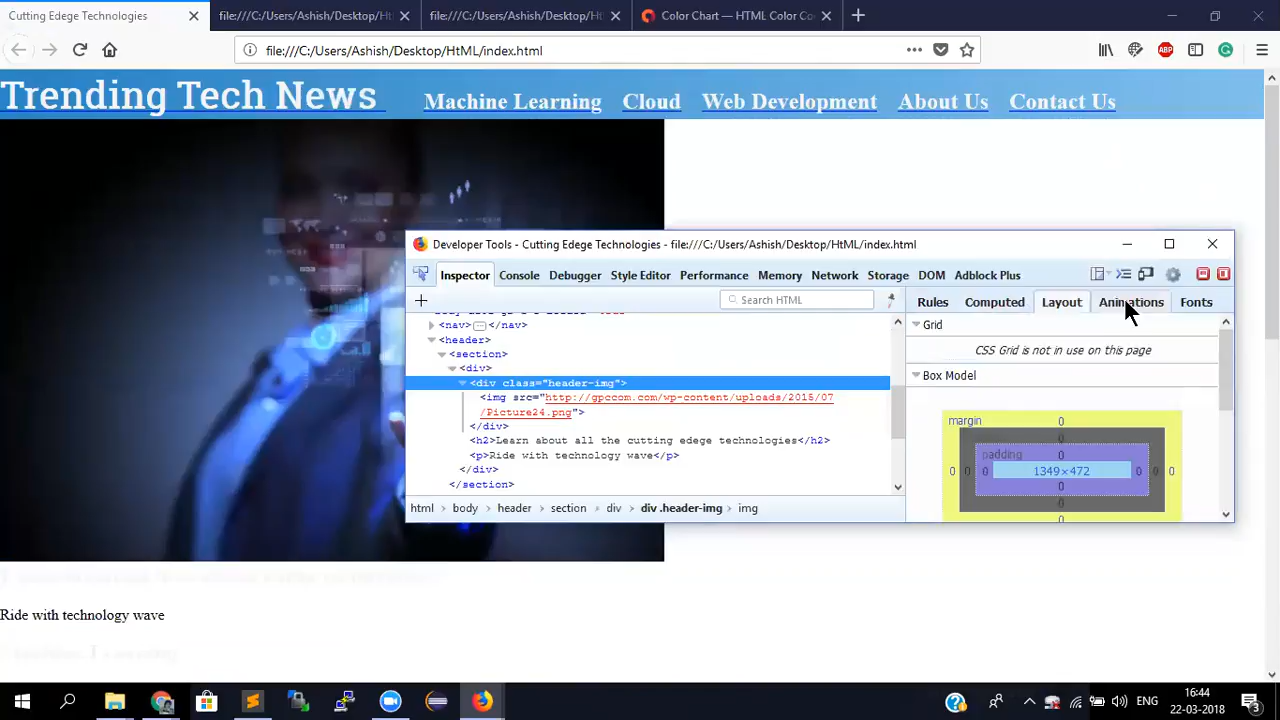 Cutting Edege Technologies
file:///C:/Users/Ashish/Desktop/Ht
file:///C:/Users/Ashish/Desktop/Ht
Color Chart — HTML Color Co
file:///C:/Users/Ashish/Desktop/HtML/index.html
ABP
Trending Tech News Machine Learning Cloud Web Development About Us Contact Us
Developer Tools - Cutting Edege Technologies - file:///C:/Users/Ashish/Desktop/HtML/index.html
Inspector Console Debugger Style Editor Performance Memory Network Storage DOM Adblock Plus
Search HTML
Rules Computed Layout Animations Fonts
<nav> </nav>
<header>
<section>
<div>
<div class="header-img">
<img src="http://gpccom.com/wp-content/uploads/2015/07
/Picture24.png">
</div>
<h2>Learn about all the cutting edege technologies</h2>
<p>Ride with technology wave</p>
</div>
</section>
html body header section div div .header-img img
Grid
CSS Grid is not in use on this page
Box Model
margin 0
0
padding 0
0 0 0 1349×472 0 0 0
0
0
0
Ride with technology wave
ENG
16:44
22-03-2018
3